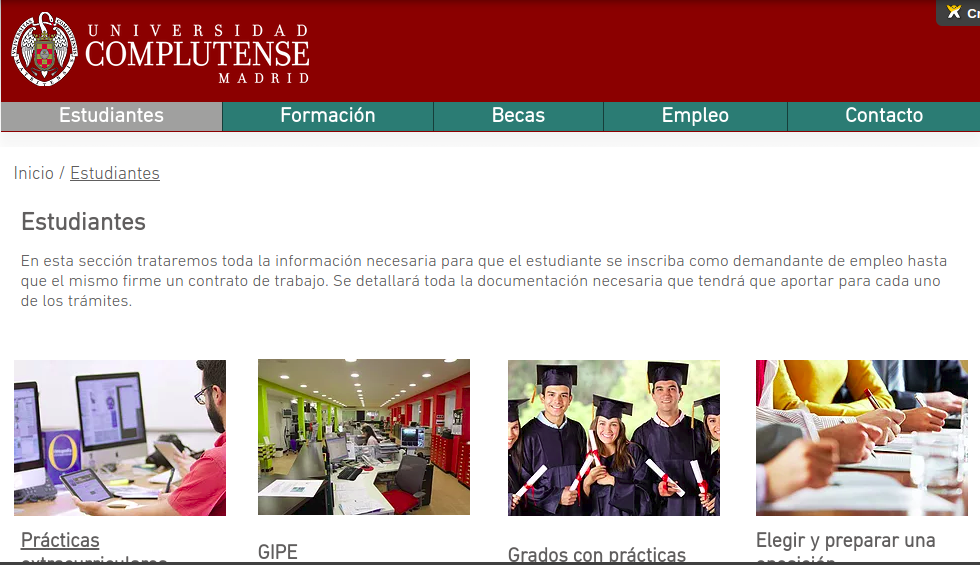 UNIVERSIDAD
COMPLUTENSE
MADRID
Estudiantes
Formación
Becas
Empleo
Contacto
Inicio / Estudiantes
Estudiantes
En esta sección trataremos toda la información necesaria para que el estudiante se inscriba como demandante de empleo hasta
que el mismo firme un contrato de trabajo. Se detallará toda la documentación necesaria que tendrá que aportar para cada uno
de los trámites.
Prácticas
extracurriculares
GIPE
Grados con prácticas
Elegir y preparar una
oposición